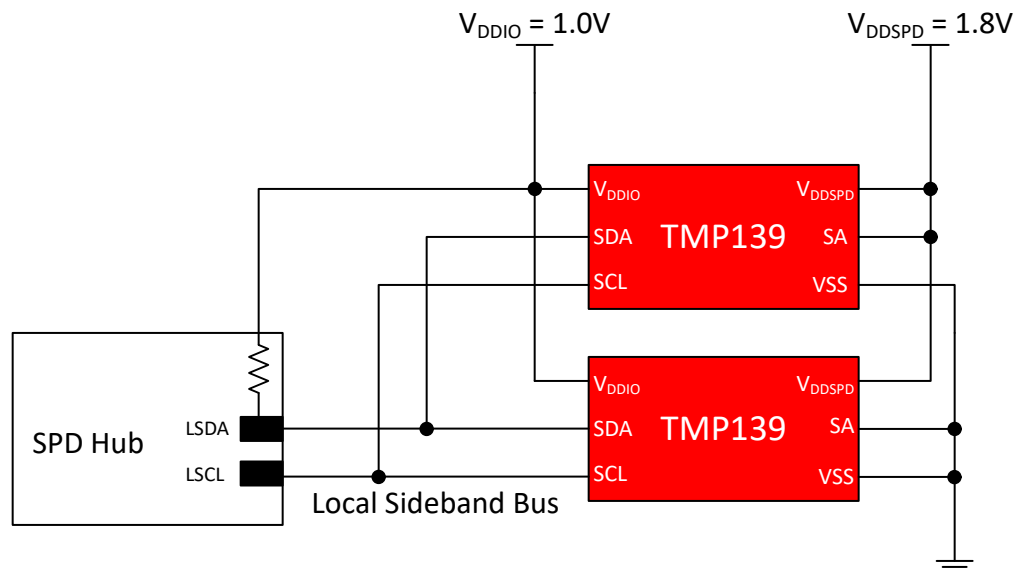 VDDIO = 1.0V
VDDSPD = 1.8V
VDDIO
VDDSPD
SDA
TMP139
SA
SCL
VSS
VDDIO
VDDSPD
SPD Hub
LSDA
SDA
TMP139
SA
LSCL
SCL
VSS
Local Sideband Bus